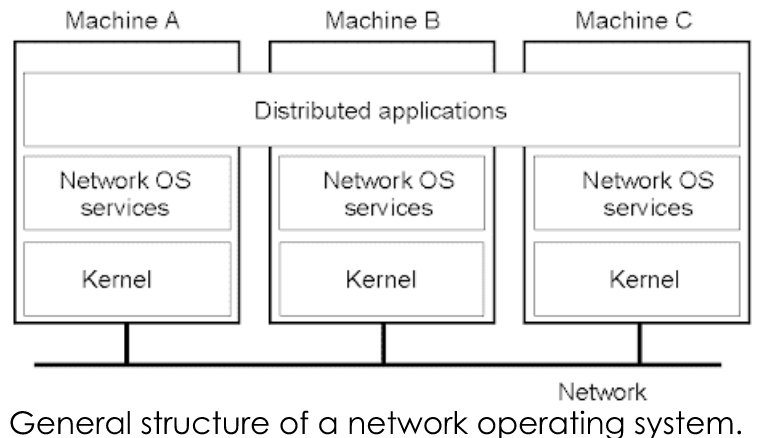 Machine A
Machine B
Machine C
Distributed applications
Network OS
services
Network OS
services
Network OS
services
Kernel
Kernel
Kernel
Network
General structure of a network operating system.